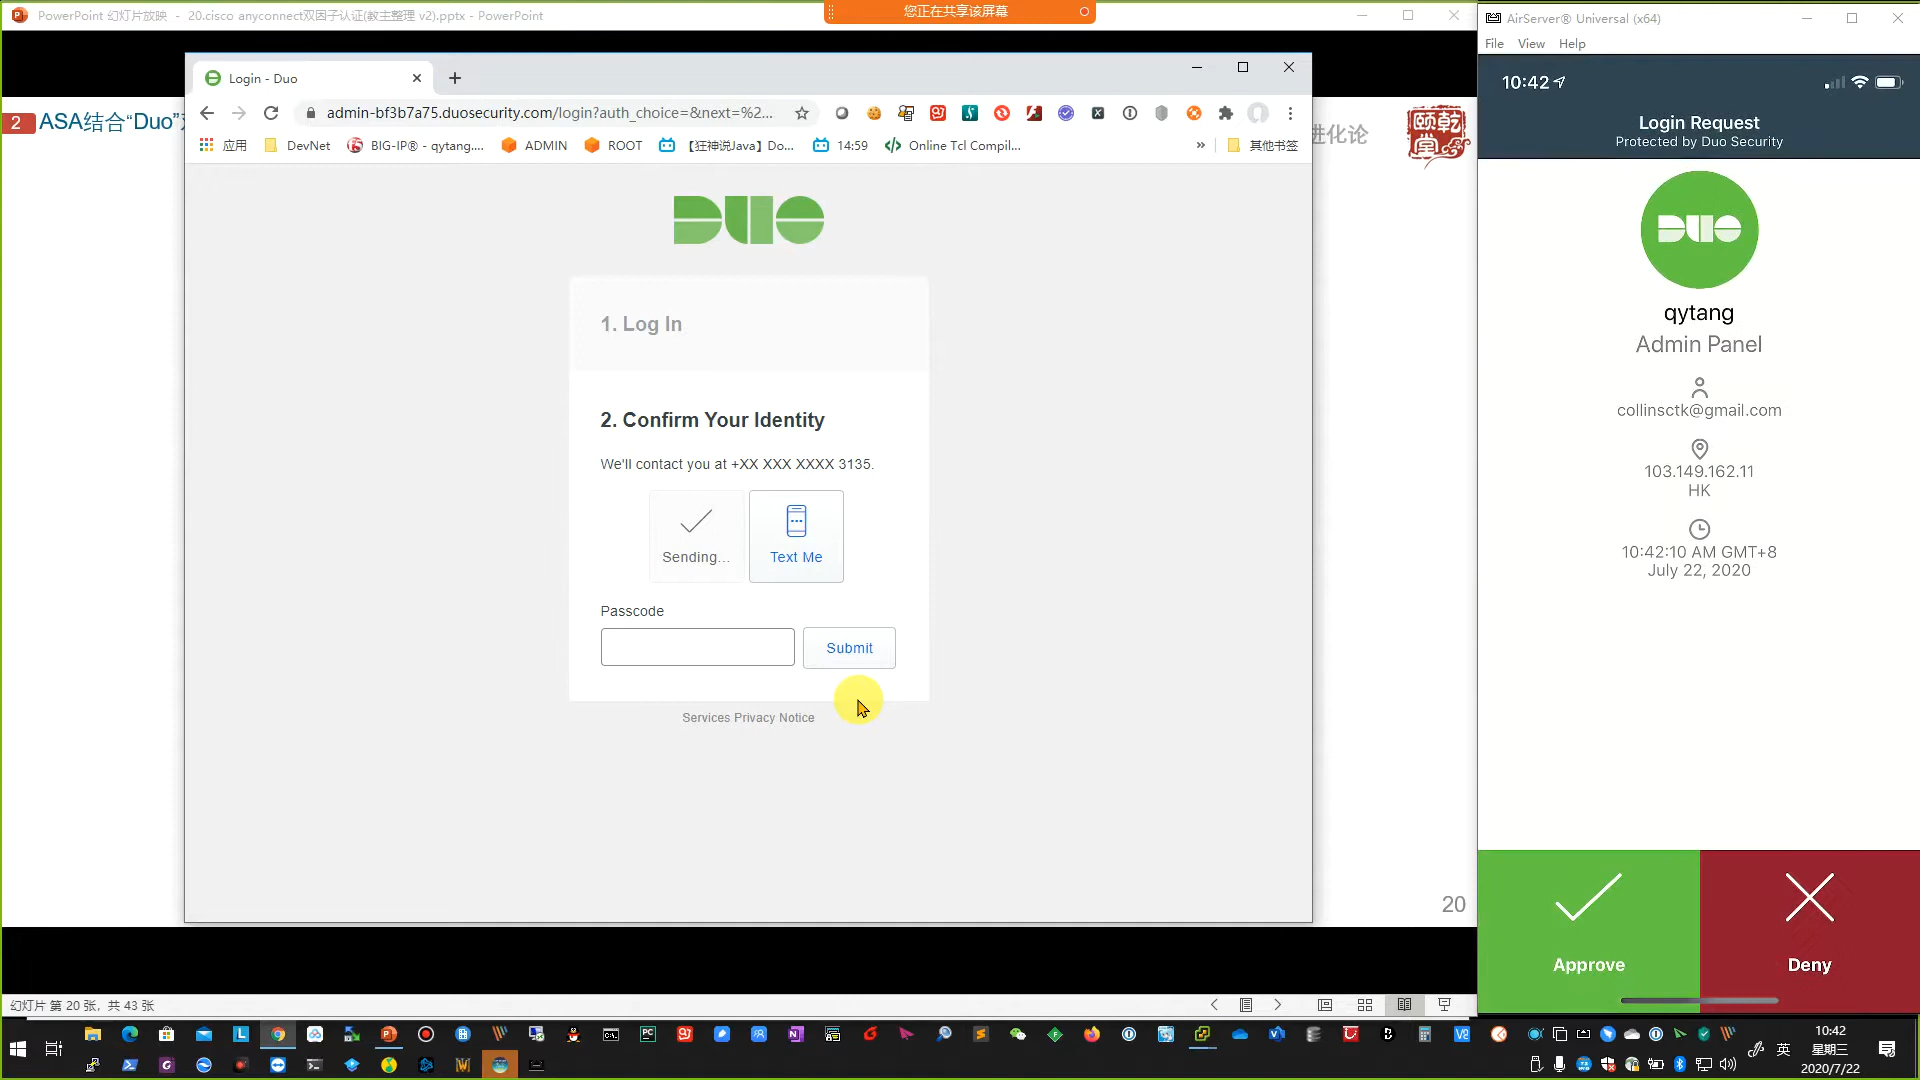 PowerPoint 幻灯片放映 - 20.cisco anyconnect双因子认证(教主整理 v2).pptx - PowerPoint
您正在共享该屏幕
AirServer® Universal (x64)
File View Help
Login - Duo
admin-bf3b7a75.duosecurity.com/login?auth_choice=&next=%2...
应用 DevNet BIG-IP® - qytang.... ADMIN ROOT 【狂神说Java】Do... 14:59 Online Tcl Compil... » 其他书签
2 ASA结合“Duo”
进化论
乾颐堂
DUO
1. Log In
2. Confirm Your Identity
We'll contact you at +XX XXX XXXX 3135.
Sending...
Text Me
Passcode
Submit
Services Privacy Notice
20
10:42
Login Request
Protected by Duo Security
DUO
qytang
Admin Panel
collinsctk@gmail.com
103.149.162.11
HK
10:42:10 AM GMT+8
July 22, 2020
Approve
Deny
幻灯片 第 20 张，共 43 张
英
10:42
星期三
2020/7/22